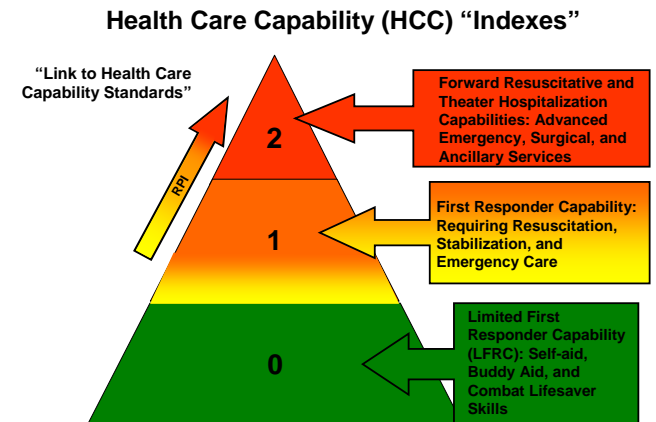 Health Care Capability (HCC) “Indexes”
“Link to Health Care
Capability Standards”
RPI
2
Forward Resuscitative and
Theater Hospitalization
Capabilities: Advanced
Emergency, Surgical, and
Ancillary Services
1
First Responder Capability:
Requiring Resuscitation,
Stabilization, and
Emergency Care
0
Limited First
Responder Capability
(LFRC): Self-aid,
Buddy Aid, and
Combat Lifesaver
Skills